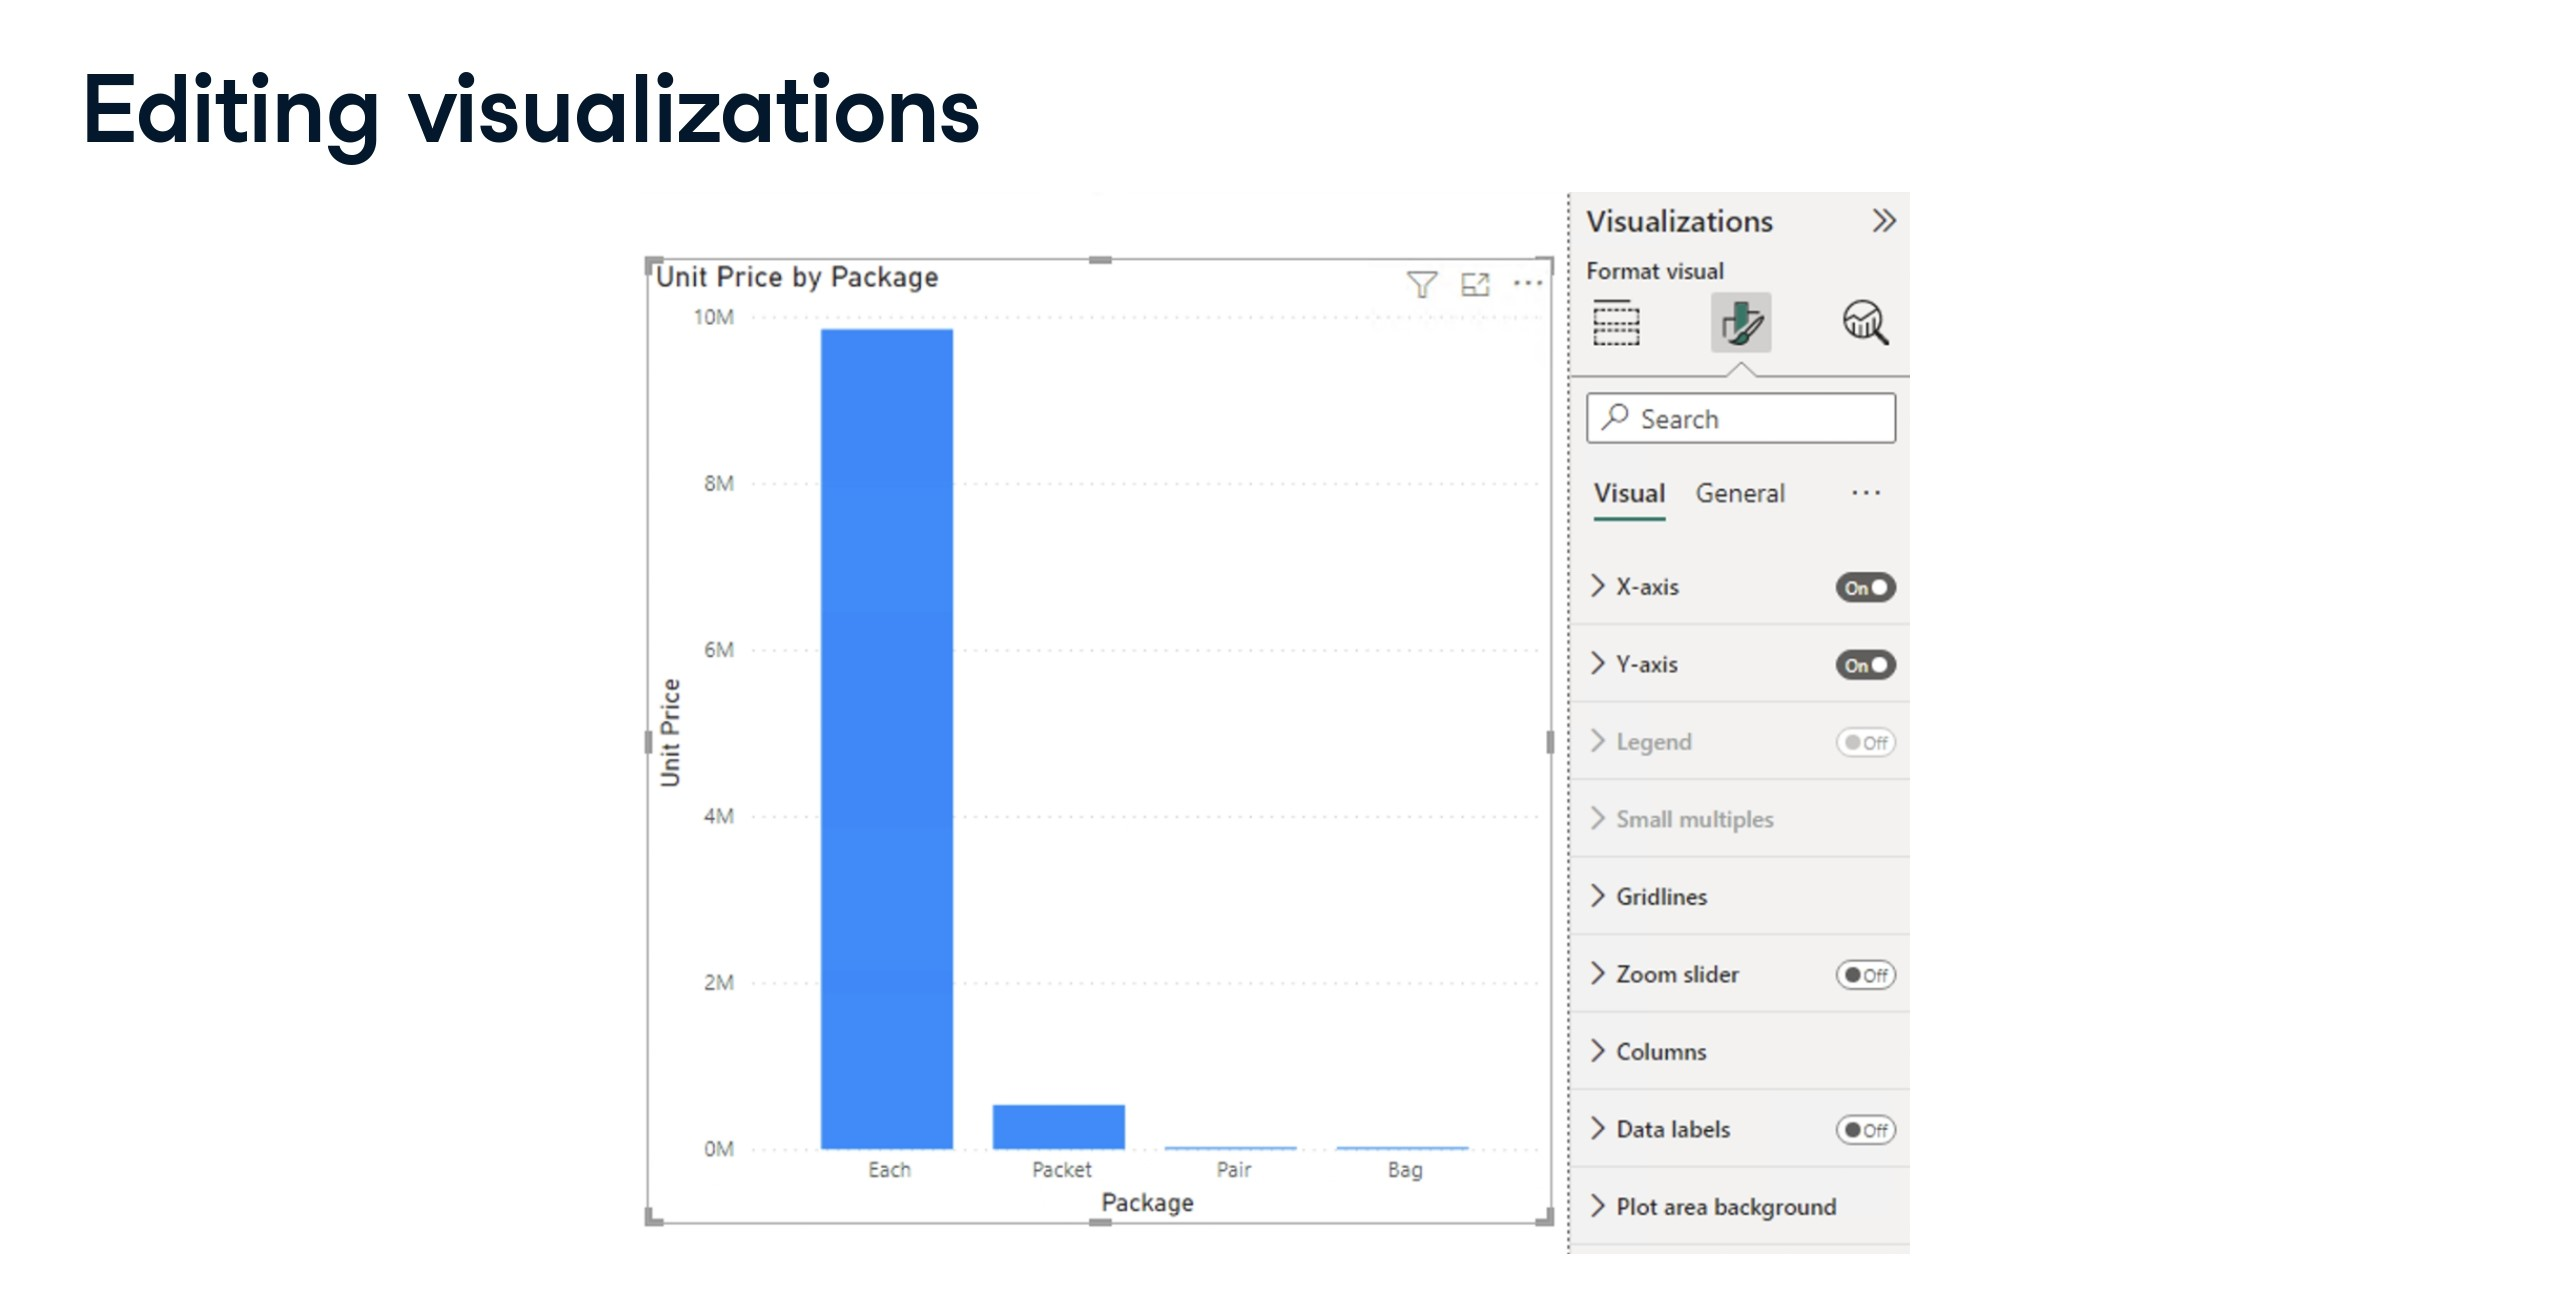 Editing visualizations
Unit Price by Package
10M
8M
6M
4M
2M
0M
Unit Price
Each
Packet
Pair
Bag
Package
Visualizations
Format visual
Search
Visual General
X-axis On
Y-axis On
Legend Off
Small multiples
Gridlines
Zoom slider Off
Columns
Data labels Off
Plot area background